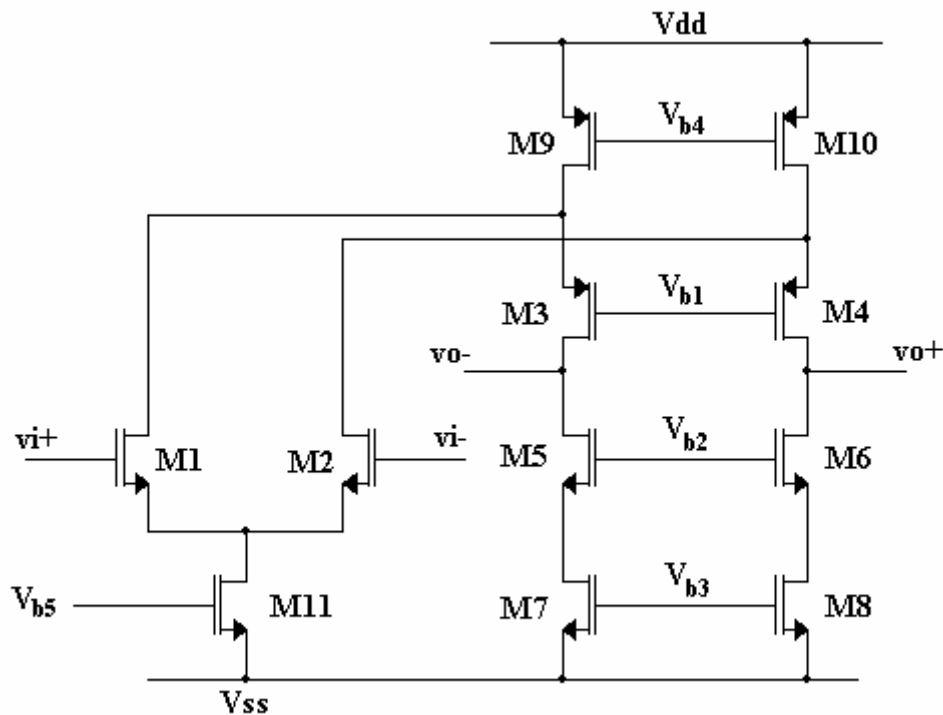 Vdd
M9 Vb4 M10
M3 Vb1 M4
vo- vo+
vi+ M1 M2 vi- M5 Vb2 M6
Vb5 M11 M7 Vb3 M8
Vss